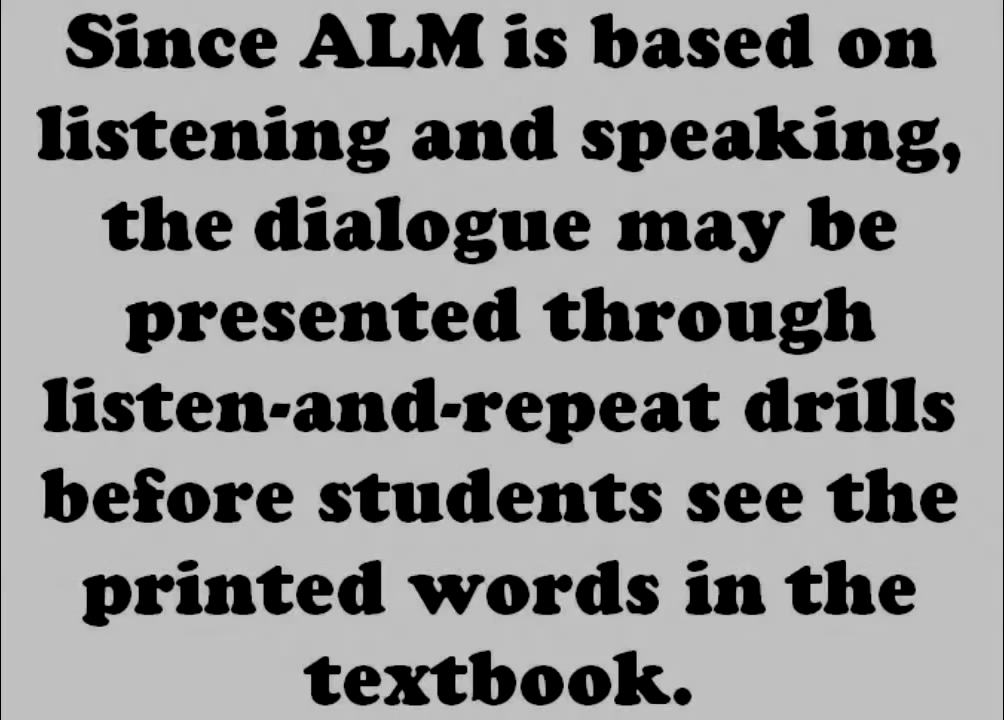 Since ALM is based on
listening and speaking,
the dialogue may be
presented through
listen-and-repeat drills
before students see the
printed words in the
textbook.